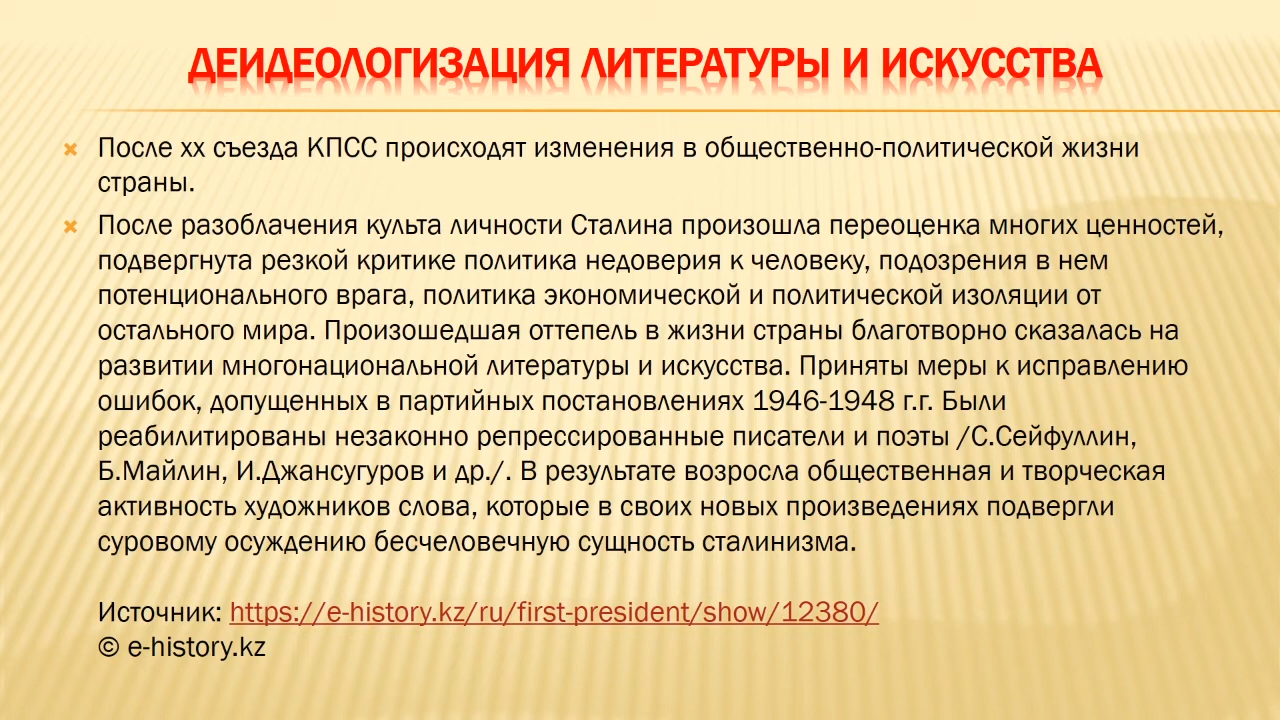 ДЕИДЕОЛОГИЗАЦИЯ ЛИТЕРАТУРЫ И ИСКУССТВА
После хх съезда КПСС происходят изменения в общественно-политической жизни
страны.
После разоблачения культа личности Сталина произошла переоценка многих ценностей,
подвергнута резкой критике политика недоверия к человеку, подозрения в нем
потенционального врага, политика экономической и политической изоляции от
остального мира. Произошедшая оттепель в жизни страны благотворно сказалась на
развитии многонациональной литературы и искусства. Приняты меры к исправлению
ошибок, допущенных в партийных постановлениях 1946-1948 г.г. Были
реабилитированы незаконно репрессированные писатели и поэты /С.Сейфуллин,
Б.Майлин, И.Джансугуров и др./. В результате возросла общественная и творческая
активность художников слова, которые в своих новых произведениях подвергли
суровому осуждению бесчеловечную сущность сталинизма.
Источник: https://e-history.kz/ru/first-president/show/12380/
© e-history.kz